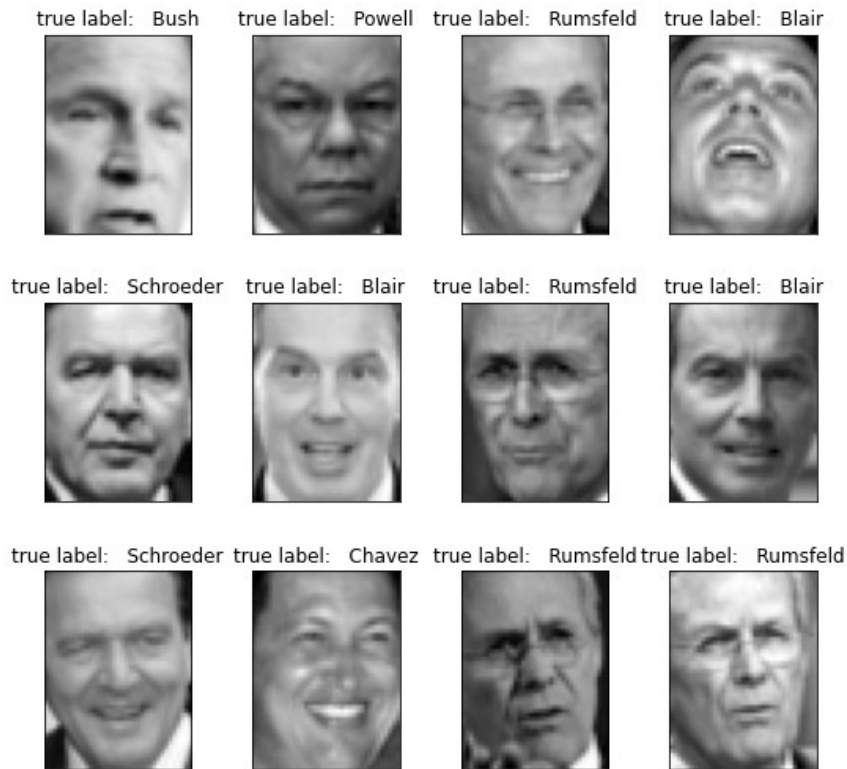 true label:   Bush true label:   Powell true label:   Rumsfeld true label:   Blair
true label:   Schroeder true label:   Blair true label:   Rumsfeld true label:   Blair
true label:   Schroeder true label:   Chavez true label:   Rumsfeld true label:   Rumsfeld